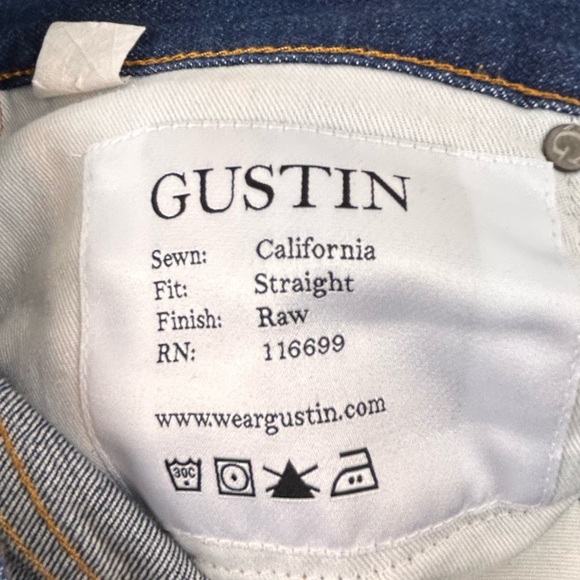 GUSTIN
Sewn: California
Fit: Straight
Finish: Raw
RN: 116699
www.weargustin.com
30C